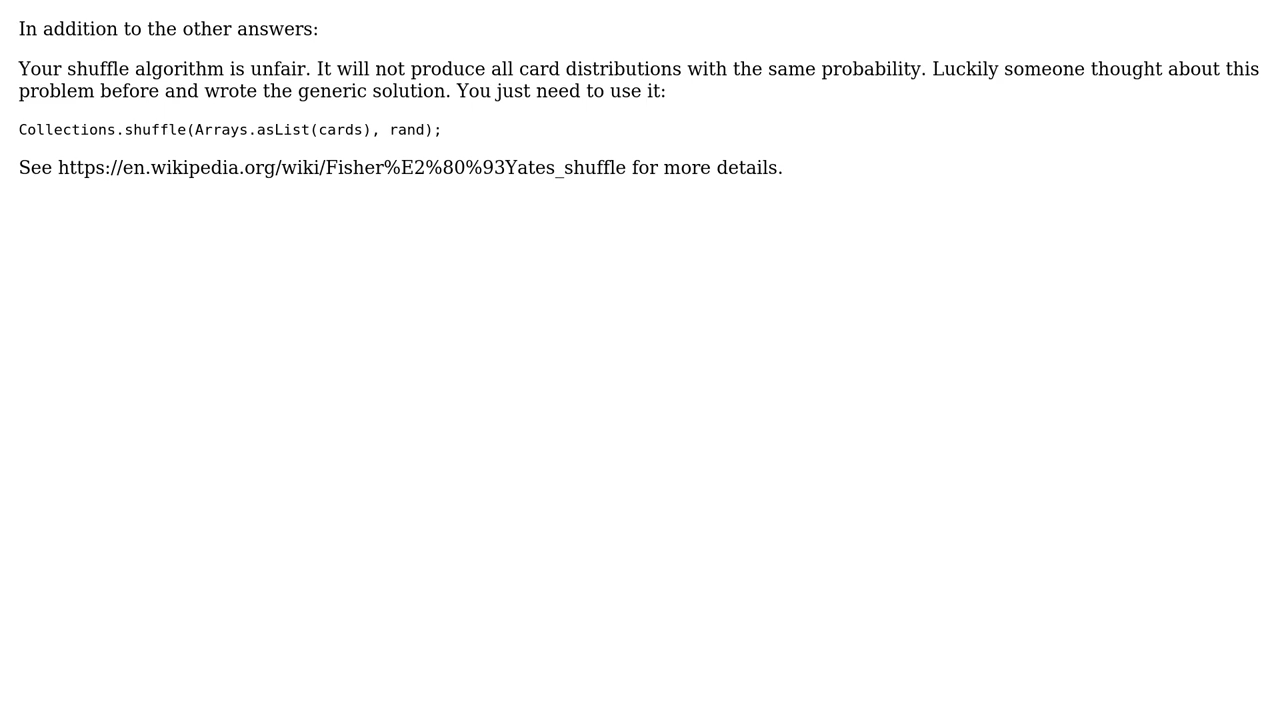 In addition to the other answers:
Your shuffle algorithm is unfair. It will not produce all card distributions with the same probability. Luckily someone thought about this
problem before and wrote the generic solution. You just need to use it:
Collections.shuffle(Arrays.asList(cards), rand);
See https://en.wikipedia.org/wiki/Fisher%E2%80%93Yates_shuffle for more details.